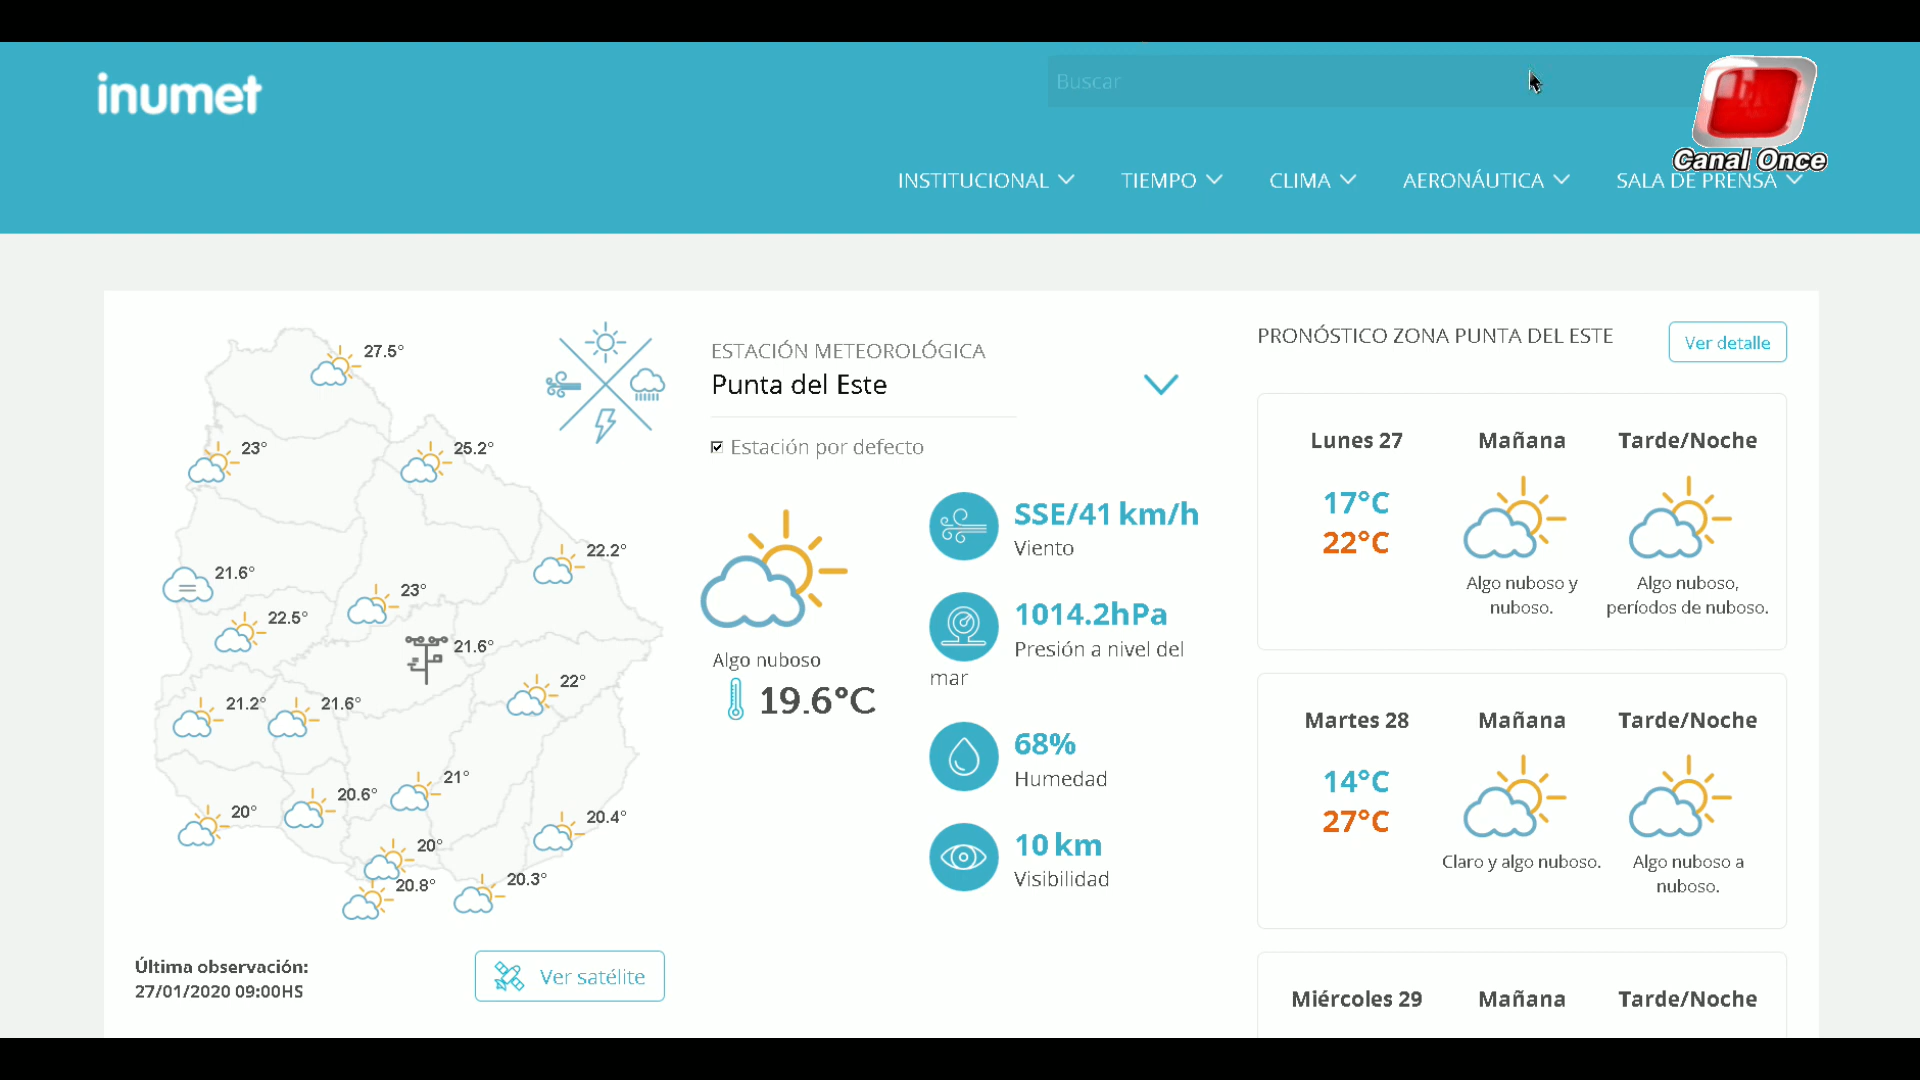 inumet
Buscar
Canal Once
INSTITUCIONAL
TIEMPO
CLIMA
AERONÁUTICA
SALA DE PRENSA
27.5°
23°
25.2°
22.2°
21.6°
23°
22.5°
21.6°
22°
21.2°
21.6°
21°
20.6°
20°
20.4°
20°
20.8°
20.3°
Última observación:
27/01/2020 09:00HS
Ver satélite
ESTACIÓN METEOROLÓGICA
Punta del Este
Estación por defecto
Algo nuboso
19.6°C
SSE/41 km/h
Viento
1014.2hPa
Presión a nivel del
mar
68%
Humedad
10 km
Visibilidad
PRONÓSTICO ZONA PUNTA DEL ESTE
Ver detalle
Lunes 27
Mañana
Tarde/Noche
17°C
22°C
Algo nuboso y
nuboso.
Algo nuboso,
períodos de nuboso.
Martes 28
Mañana
Tarde/Noche
14°C
27°C
Claro y algo nuboso.
Algo nuboso a
nuboso.
Miércoles 29
Mañana
Tarde/Noche